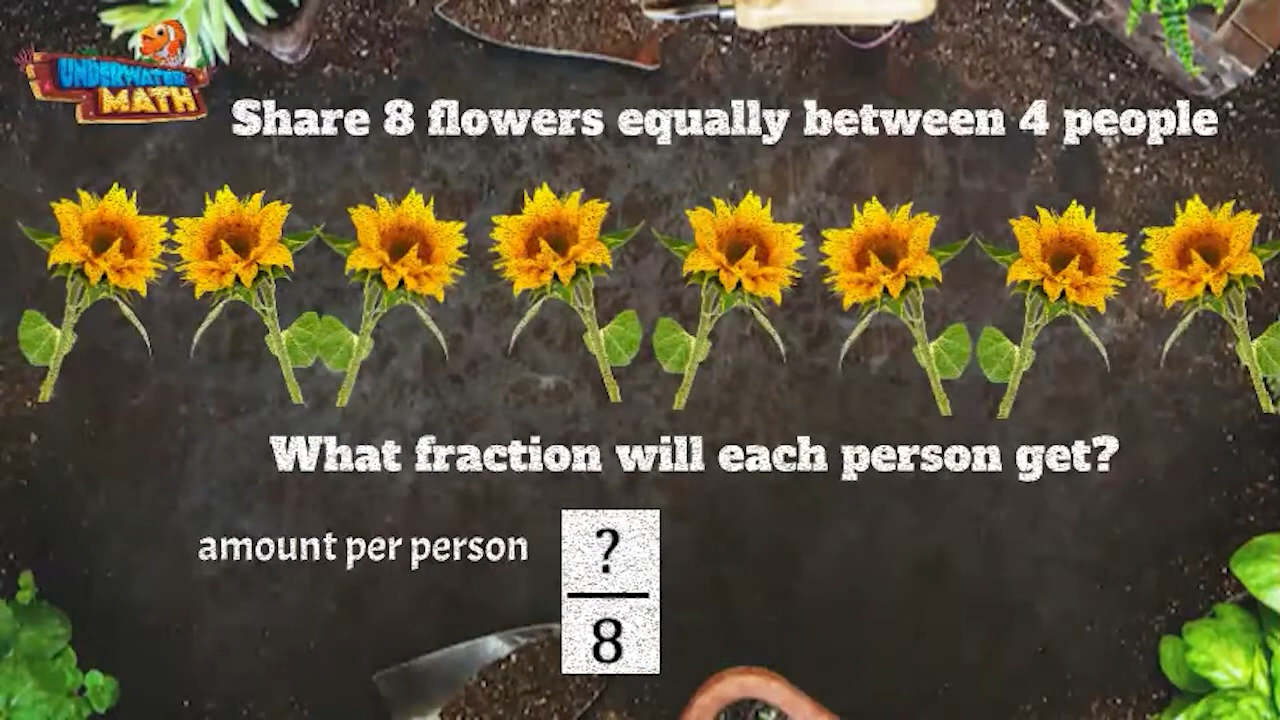 UNDERWATER
MATH
Share 8 flowers equally between 4 people
What fraction will each person get?
amount per person
?
8